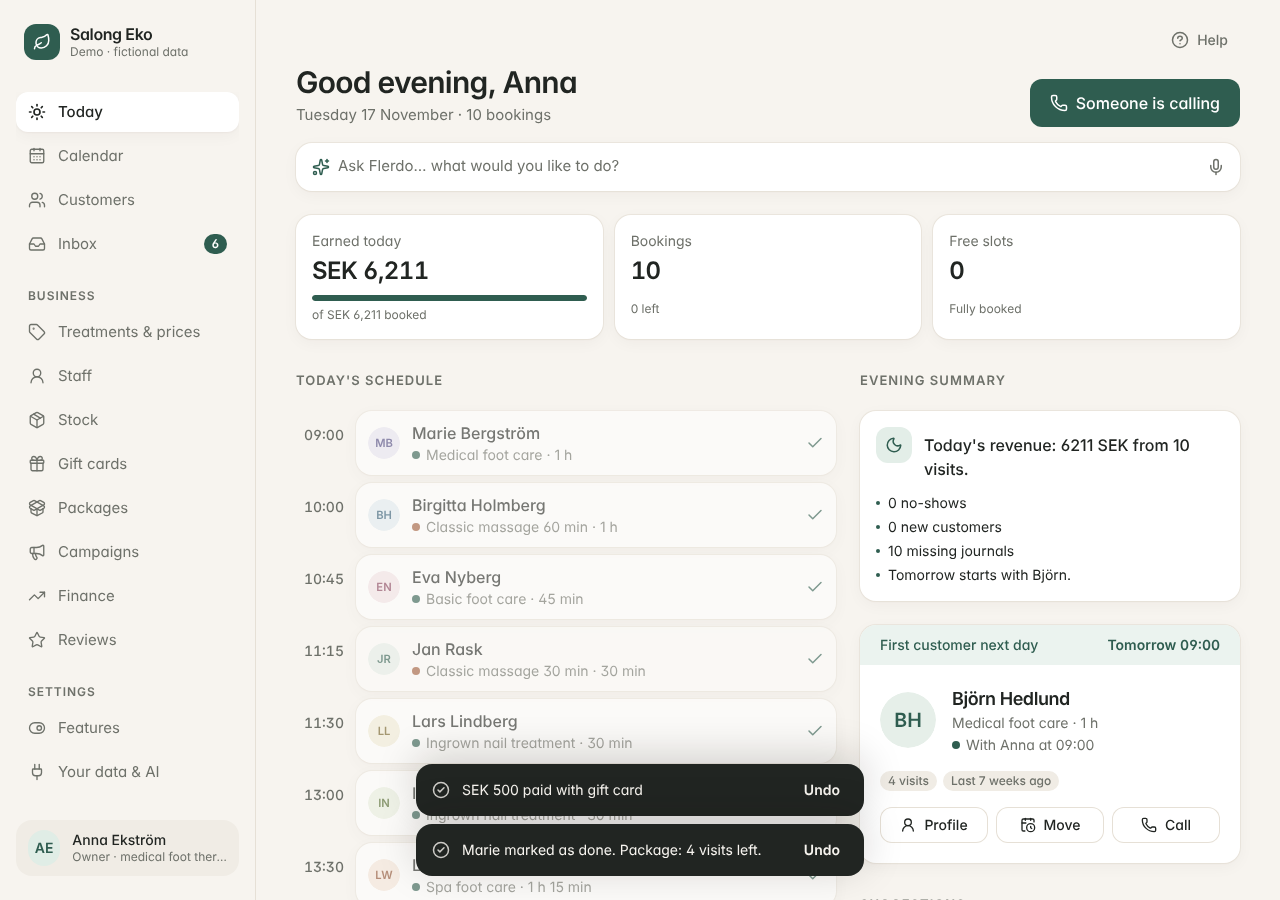 Salong Eko
Demo · fictional data
Today
Calendar
Customers
Inbox
6
BUSINESS
Treatments & prices
Staff
Stock
Gift cards
Packages
Campaigns
Finance
Reviews
SETTINGS
Features
Your data & AI
AE
Anna Ekström
Owner · medical foot ther...
Help
Good evening, Anna
Tuesday 17 November · 10 bookings
Someone is calling
Ask Flerdo... what would you like to do?
Earned today
SEK 6,211
of SEK 6,211 booked
Bookings
10
0 left
Free slots
0
Fully booked
TODAY'S SCHEDULE
09:00
MB
Marie Bergström
Medical foot care · 1 h
10:00
BH
Birgitta Holmberg
Classic massage 60 min · 1 h
10:45
EN
Eva Nyberg
Basic foot care · 45 min
11:15
JR
Jan Rask
Classic massage 30 min · 30 min
11:30
LL
Lars Lindberg
Ingrown nail treatment · 30 min
13:00
IN
Ingrown nail treatment · 30 min
13:30
LW
Spa foot care · 1 h 15 min
SEK 500 paid with gift card
Undo
Marie marked as done. Package: 4 visits left.
Undo
EVENING SUMMARY
Today's revenue: 6211 SEK from 10
visits.
• 0 no-shows
• 0 new customers
• 10 missing journals
• Tomorrow starts with Björn.
First customer next day
Tomorrow 09:00
BH
Björn Hedlund
Medical foot care · 1 h
With Anna at 09:00
4 visits
Last 7 weeks ago
Profile
Move
Call